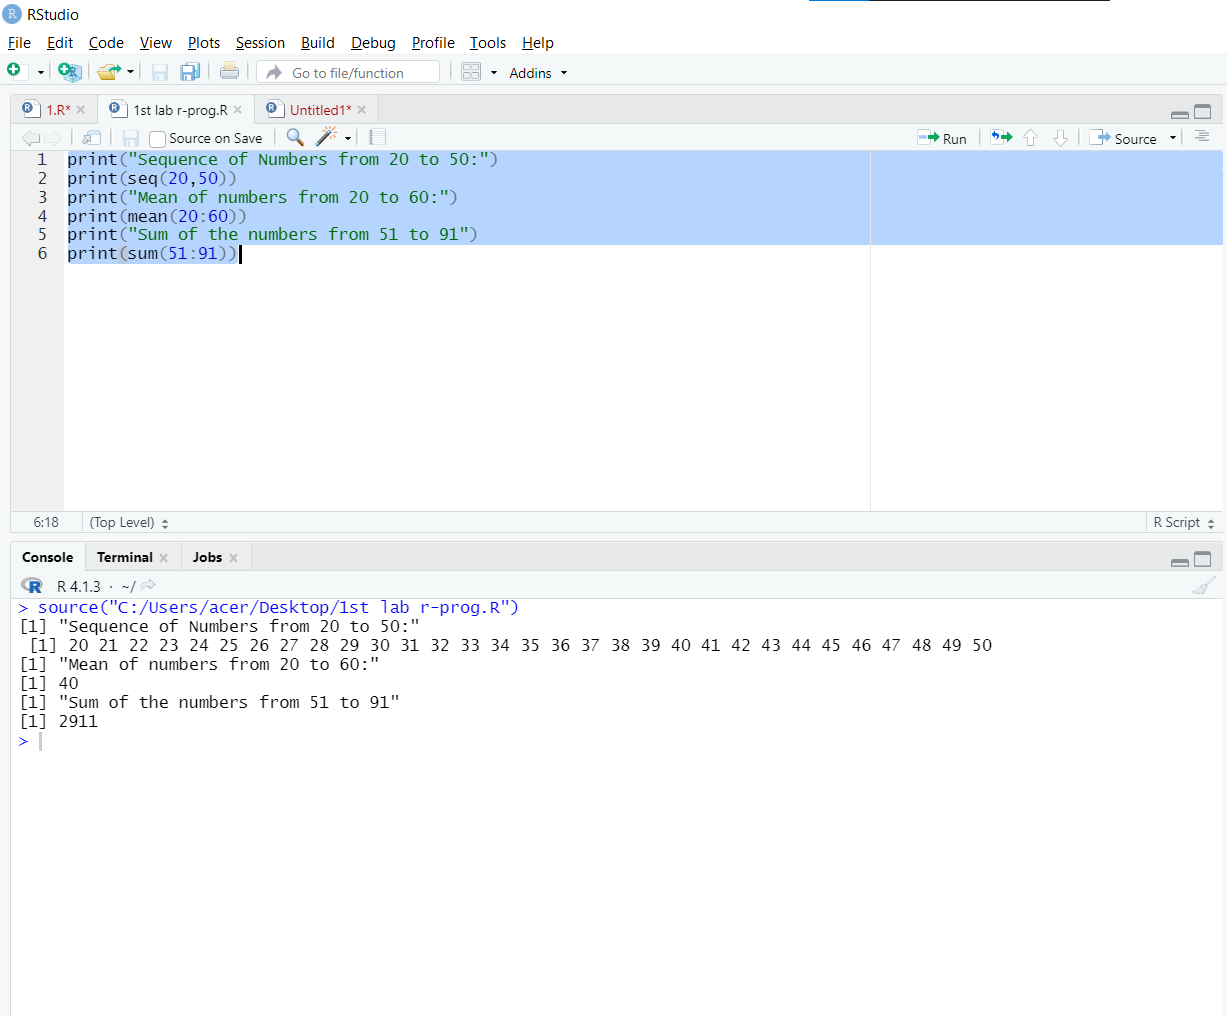 RStudio
File Edit Code View Plots Session Build Debug Profile Tools Help
Go to file/function Addins
1.R* 1st lab r-prog.R Untitled1*
Source on Save Run Source
1 print("Sequence of Numbers from 20 to 50:")
2 print(seq(20,50))
3 print("Mean of numbers from 20 to 60:")
4 print(mean(20:60))
5 print("Sum of the numbers from 51 to 91")
6 print(sum(51:91))
6:18 (Top Level) R Script
Console Terminal Jobs
R R 4.1.3 · ~/
> source("C:/Users/acer/Desktop/1st lab r-prog.R")
[1] "Sequence of Numbers from 20 to 50:"
 [1] 20 21 22 23 24 25 26 27 28 29 30 31 32 33 34 35 36 37 38 39 40 41 42 43 44 45 46 47 48 49 50
[1] "Mean of numbers from 20 to 60:"
[1] 40
[1] "Sum of the numbers from 51 to 91"
[1] 2911
>